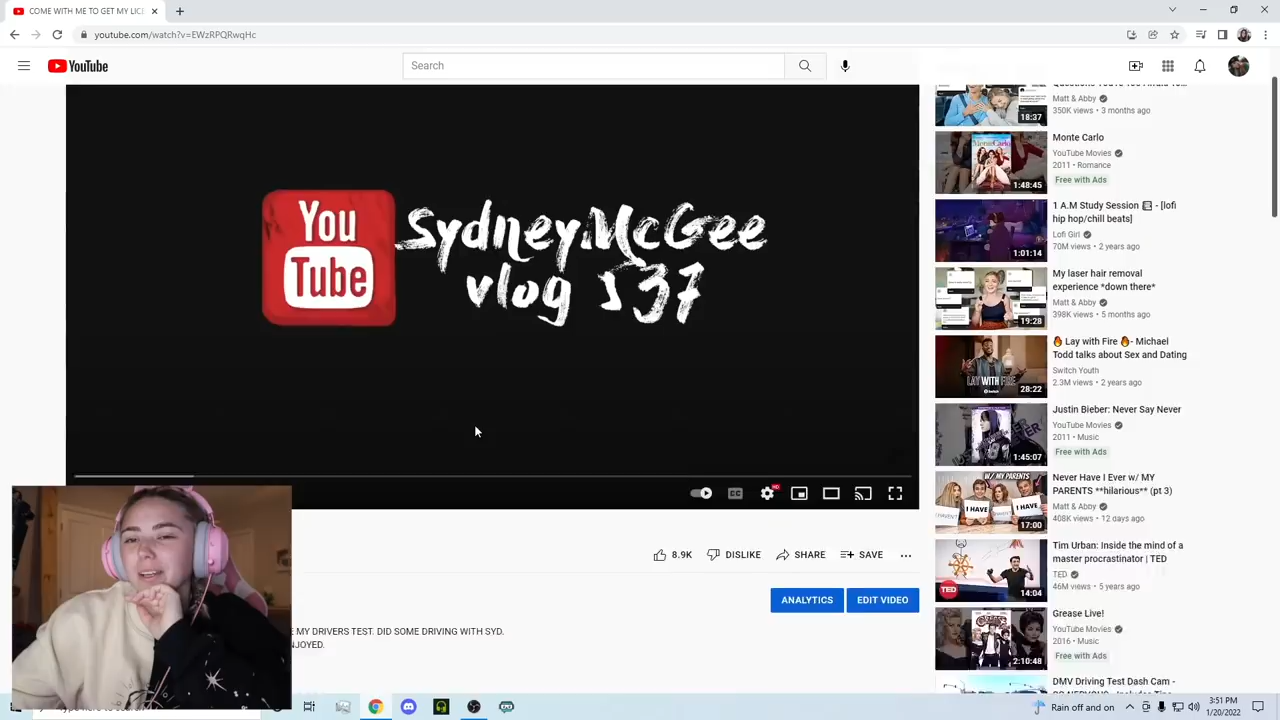 COME WITH ME TO GET MY LICE
youtube.com/watch?v=EWzRPQRwqHc
YouTube
Search
You
Tube
Sydney McGee
vlog 537
HD
8.9K
DISLIKE
SHARE
SAVE
ANALYTICS
EDIT VIDEO
MY DRIVERS TEST. DID SOME DRIVING WITH SYD.
NJOYED.
18:37
Matt & Abby
350K views • 3 months ago
Monte Carlo
YouTube Movies
2011 • Romance
Free with Ads
1:48:45
1 A.M Study Session 📚 - [lofi
hip hop/chill beats]
Lofi Girl
70M views • 2 years ago
1:01:14
My laser hair removal
experience *down there*
Matt & Abby
398K views • 5 months ago
19:28
🔥 Lay with Fire 🔥- Michael
Todd talks about Sex and Dating
Switch Youth
2.3M views • 2 years ago
LAY WITH FIRE
28:22
Justin Bieber: Never Say Never
YouTube Movies
2011 • Music
Free with Ads
1:45:07
Never Have I Ever w/ MY
PARENTS **hilarious** (pt 3)
Matt & Abby
408K views • 12 days ago
W/ MY PARENTS
I HAVE
I HAVE
17:00
Tim Urban: Inside the mind of a
master procrastinator | TED
TED
46M views • 5 years ago
TED
14:04
Grease Live!
YouTube Movies
2016 • Music
Free with Ads
2:10:48
DMV Driving Test Dash Cam -
Rain off and on
3:51 PM
1/20/2022